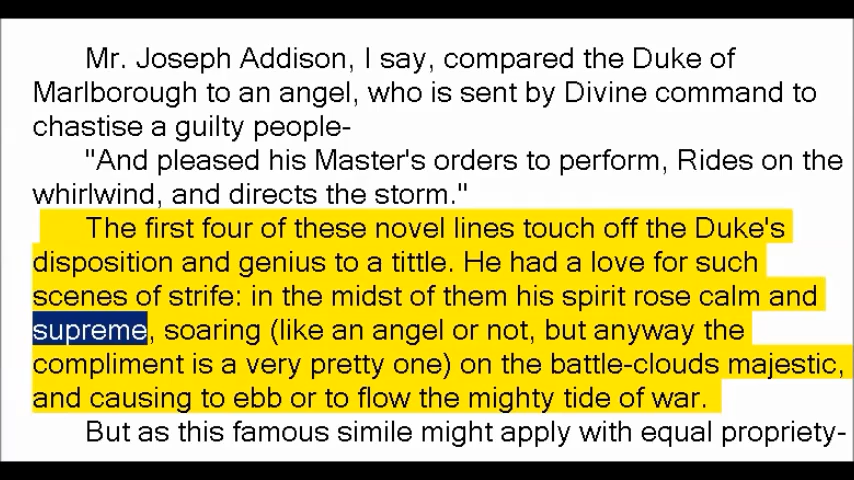 Mr. Joseph Addison, I say, compared the Duke of
Marlborough to an angel, who is sent by Divine command to
chastise a guilty people-
"And pleased his Master's orders to perform, Rides on the
whirlwind, and directs the storm."
The first four of these novel lines touch off the Duke's
disposition and genius to a tittle. He had a love for such
scenes of strife: in the midst of them his spirit rose calm and
supreme, soaring (like an angel or not, but anyway the
compliment is a very pretty one) on the battle-clouds majestic,
and causing to ebb or to flow the mighty tide of war.
But as this famous simile might apply with equal propriety-